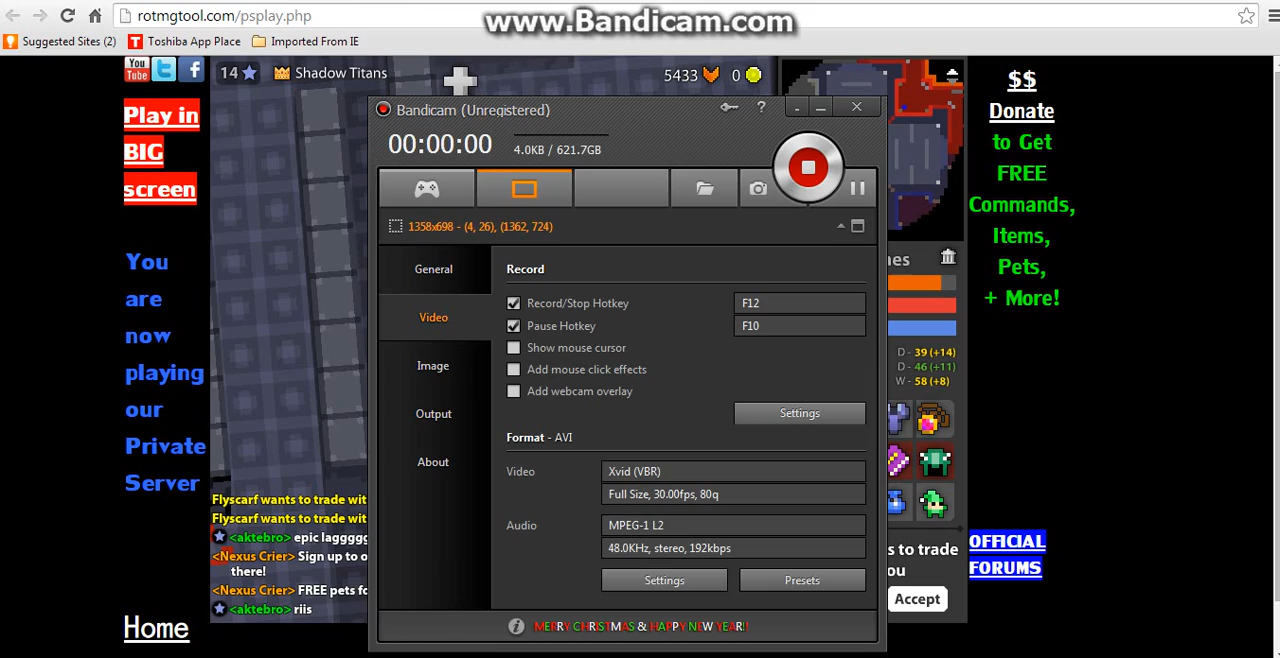 rotmgtool.com/psplay.php
www.Bandicam.com
Suggested Sites (2)
Toshiba App Place
Imported From IE
You
Tube
14
Shadow Titans
5433
0
Play in
BIG
screen
You
are
now
playing
our
Private
Server
Home
Bandicam (Unregistered)
?
00:00:00
4.0KB / 621.7GB
1358x698 - (4, 26), (1362, 724)
General
Video
Image
Output
About
Record
Record/Stop Hotkey
F12
Pause Hotkey
F10
Show mouse cursor
Add mouse click effects
Add webcam overlay
Settings
Format - AVI
Video
Xvid (VBR)
Full Size, 30.00fps, 80q
Audio
MPEG-1 L2
48.0KHz, stereo, 192kbps
Settings
Presets
MERRY CHRISTMAS & HAPPY NEW YEAR!!
Flyscarf wants to trade wit
Flyscarf wants to trade wit
<aktebro> epic laggggg
<Nexus Crier> Sign up to o
there!
<Nexus Crier> FREE pets fo
<aktebro> riis
nes
D - 39 (+14)
D - 46 (+11)
W - 58 (+8)
s to trade
ou
Accept
$$
Donate
to Get
FREE
Commands,
Items,
Pets,
+ More!
OFFICIAL
FORUMS